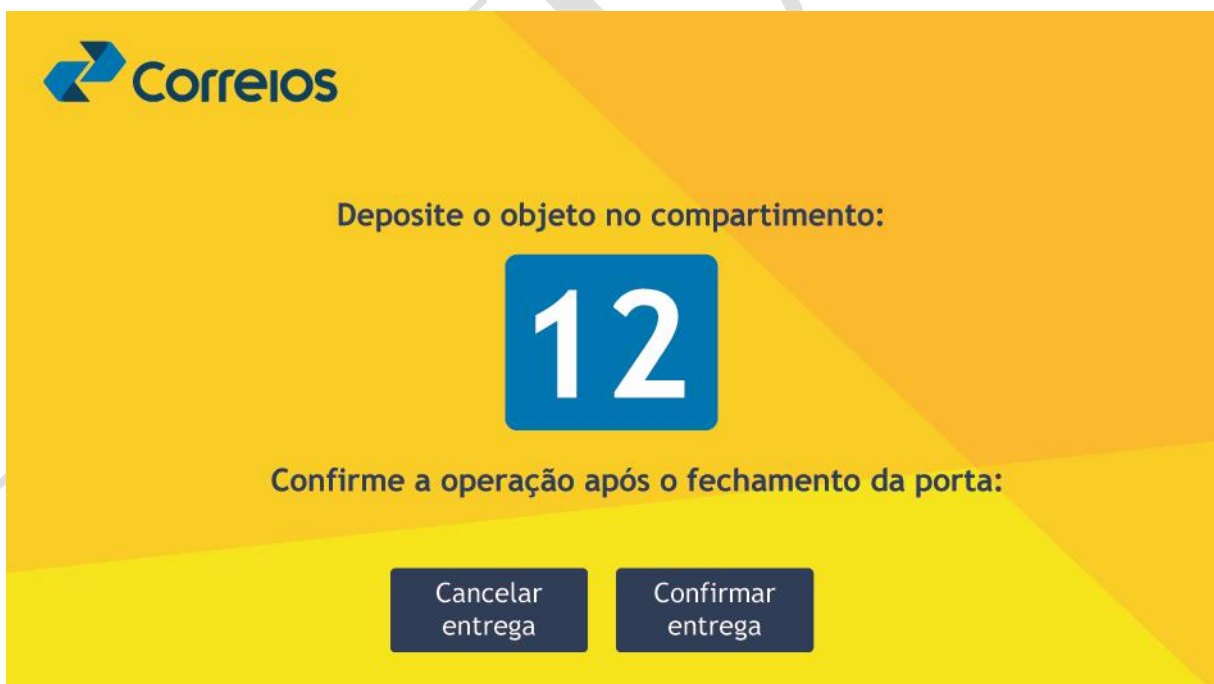 Correios
Deposite o objeto no compartimento:
12
Confirme a operação após o fechamento da porta:
Cancelar
entrega
Confirmar
entrega